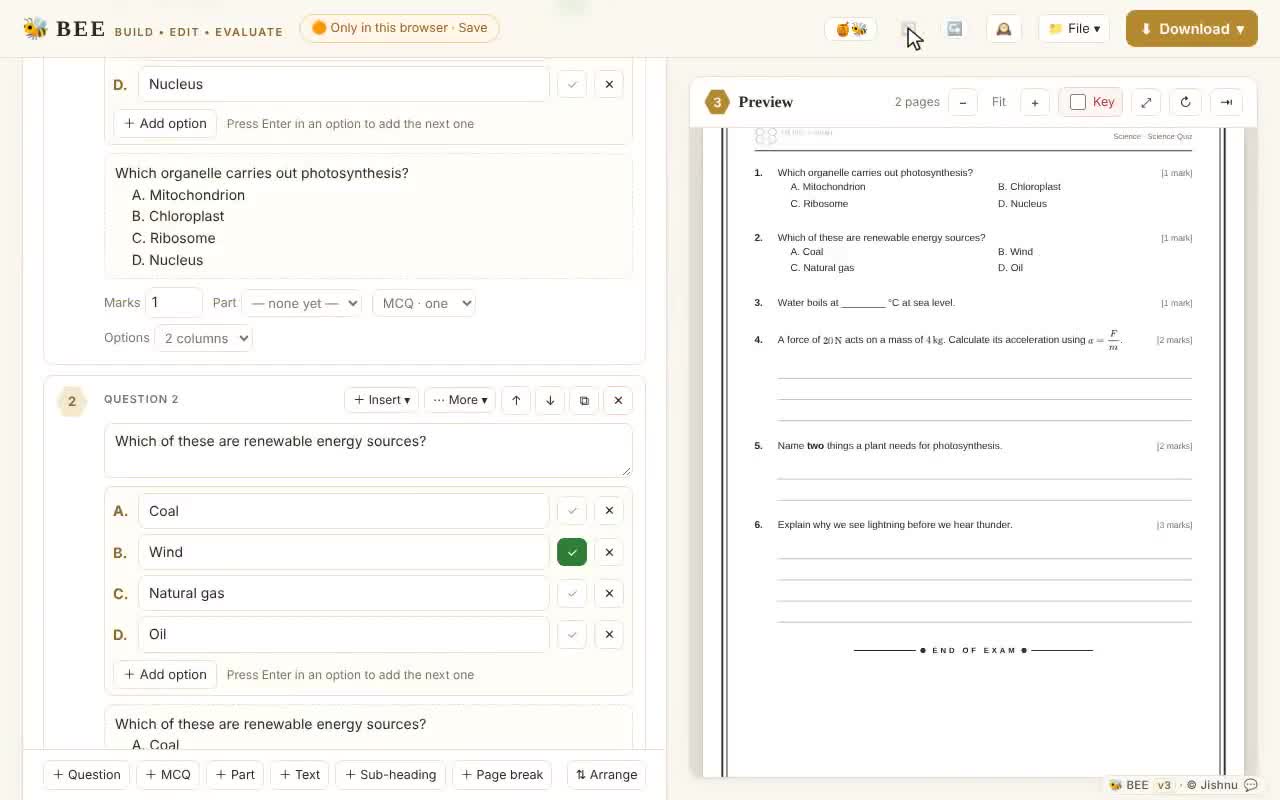 BEE BUILD • EDIT • EVALUATE
Only in this browser · Save
File ▾
Download ▾
D. Nucleus
+ Add option Press Enter in an option to add the next one
Which organelle carries out photosynthesis?
A. Mitochondrion
B. Chloroplast
C. Ribosome
D. Nucleus
Marks 1 Part — none yet — MCQ · one
Options 2 columns
2 QUESTION 2 + Insert ▾ ··· More ▾ ↑ ↓ ⧉ ✕
Which of these are renewable energy sources?
A. Coal ✓ ✕
B. Wind ✓ ✕
C. Natural gas ✓ ✕
D. Oil ✓ ✕
+ Add option Press Enter in an option to add the next one
Which of these are renewable energy sources?
A. Coal
+ Question + MCQ + Part + Text + Sub-heading + Page break ⇅ Arrange
3 Preview 2 pages − Fit + Key
Science · Science Quiz
1. Which organelle carries out photosynthesis? [1 mark]
A. Mitochondrion B. Chloroplast
C. Ribosome D. Nucleus
2. Which of these are renewable energy sources? [1 mark]
A. Coal B. Wind
C. Natural gas D. Oil
3. Water boils at ________ °C at sea level. [1 mark]
4. A force of 20 N acts on a mass of 4 kg. Calculate its acceleration using a = F/m. [2 marks]
5. Name two things a plant needs for photosynthesis. [2 marks]
6. Explain why we see lightning before we hear thunder. [3 marks]
● END OF EXAM ●
BEE v3 · © Jishnu